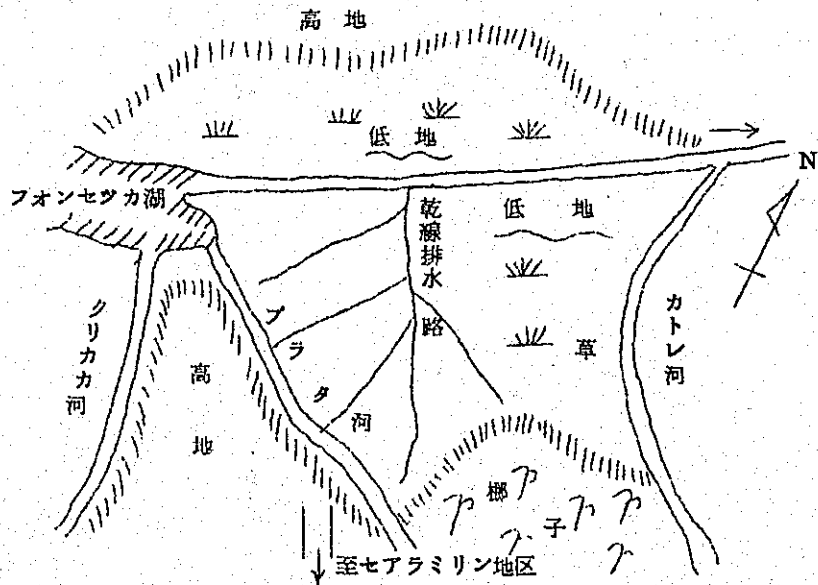 高地
低地
フォンセヅカ湖
N
乾線排水路
低地
クリカカ河
プラタ河
草
カトレ河
高地
椰子
至セアラミリン地区